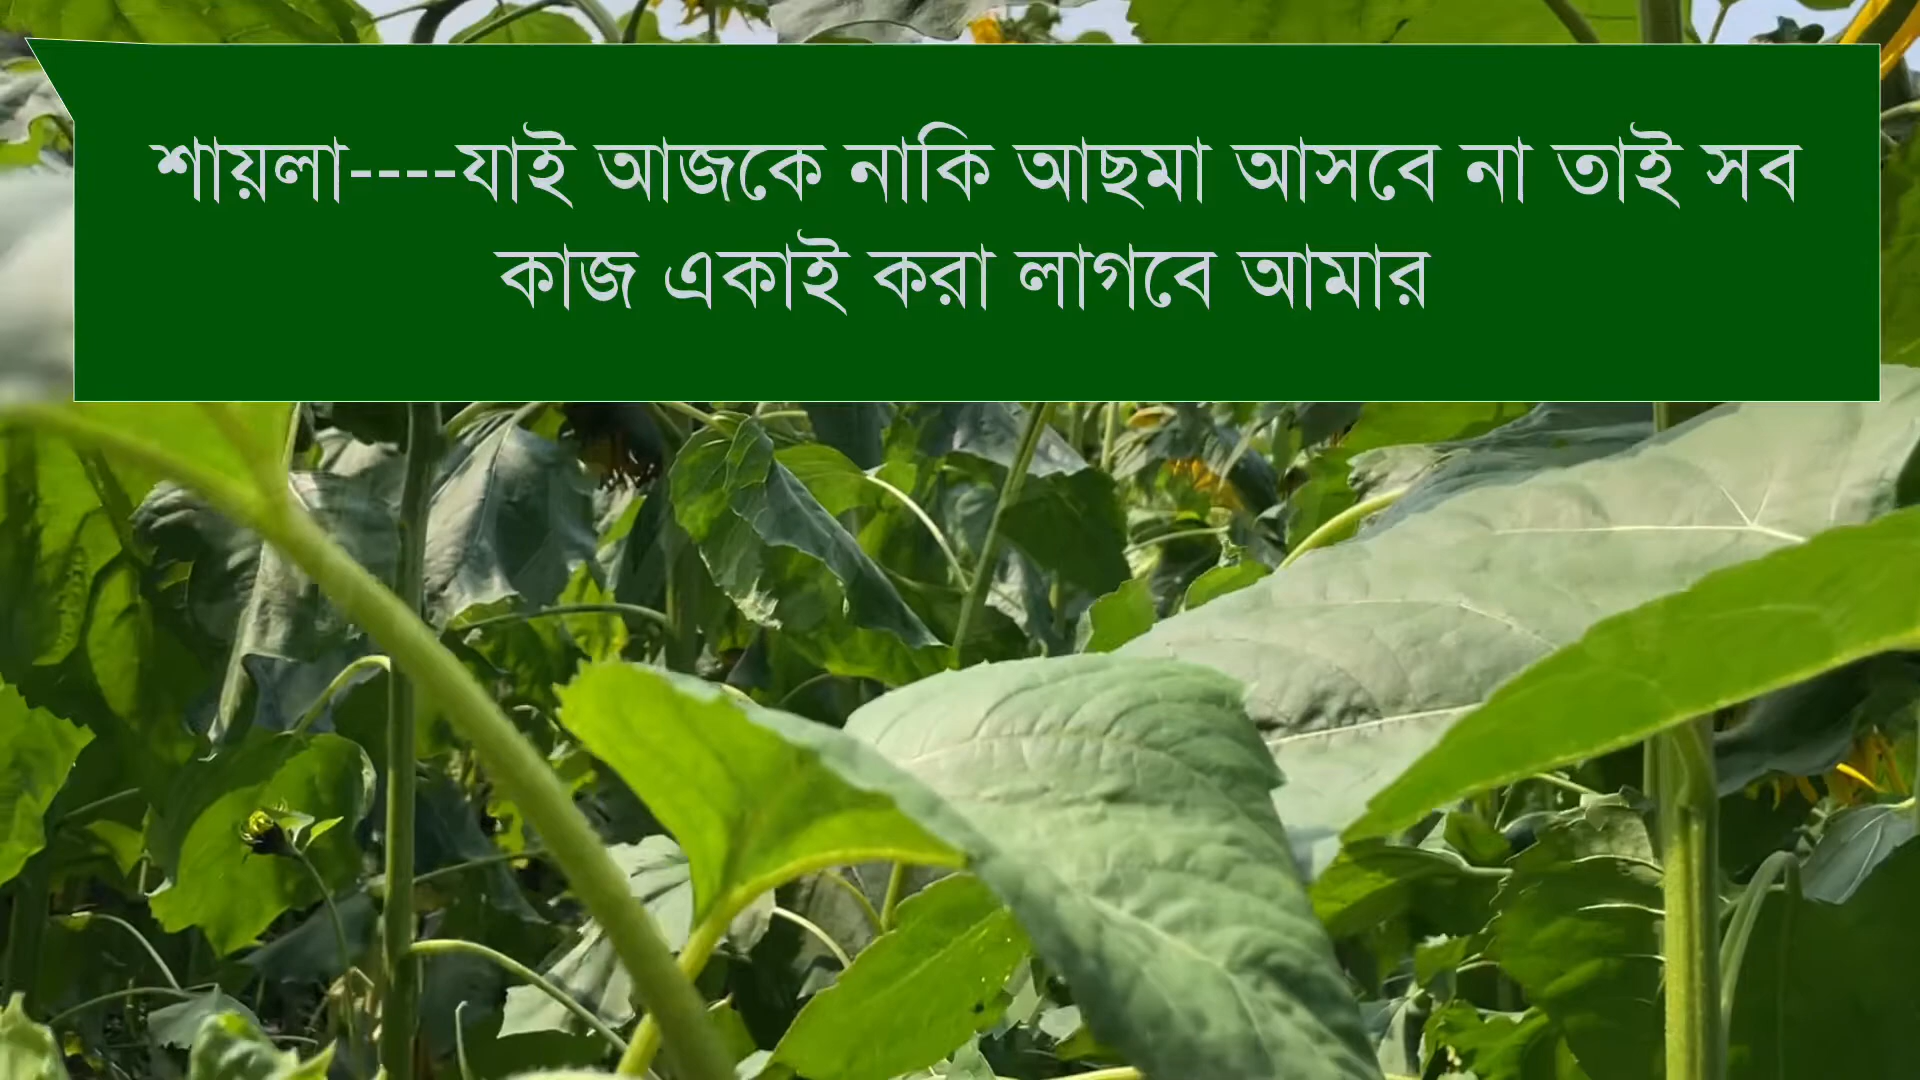 শায়লা----যাই আজকে নাকি আছমা আসবে না তাই সব
কাজ একাই করা লাগবে আমার